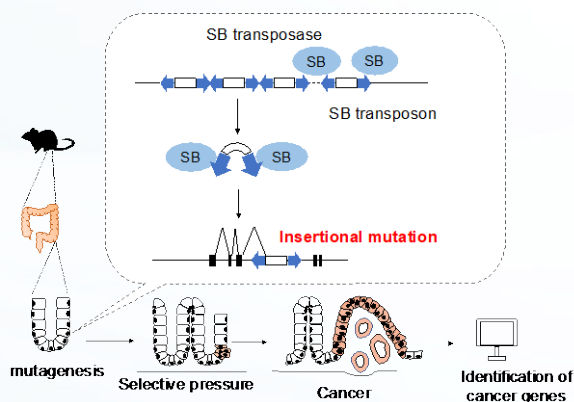 SB transposase
SB
SB
SB transposon
SB
SB
Insertional mutation
mutagenesis
Selective pressure
Cancer
Identification of
cancer genes